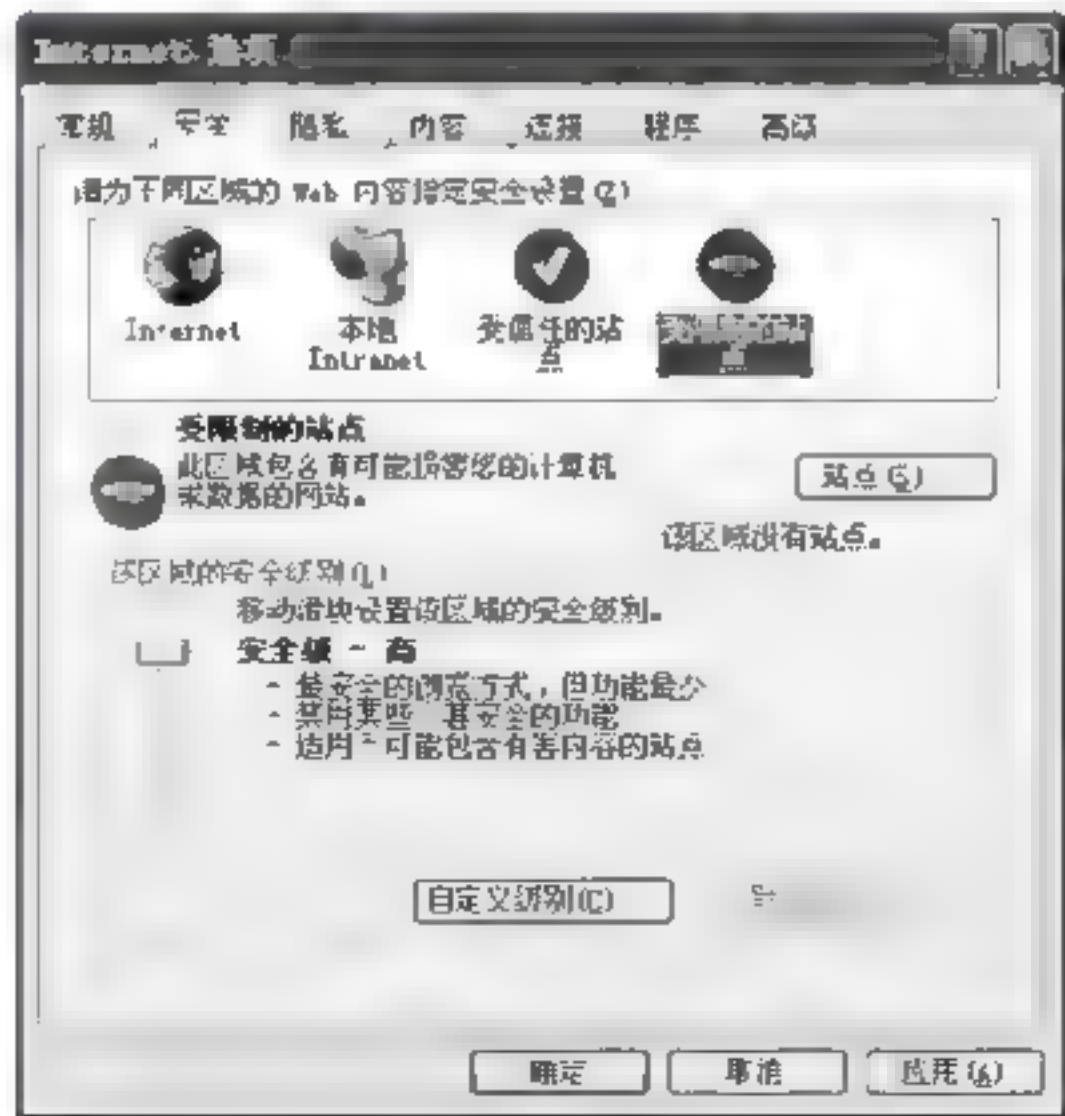 Internet 选项
常规 安全 隐私 内容 连接 程序 高级
请为不同区域的 Web 内容指定安全设置(Z)
Internet
本地
Intranet
受信任的站
点
受限制的站点
此区域包含有可能损害您的计算机
或数据的网站。
站点(S)
该区域没有站点。
该区域的安全级别(L)
移动滑块设置该区域的安全级别。
安全级 - 高
- 最安全的浏览方式，但功能最少
- 禁用某些 甚安全的功能
- 适用 可能包含有害内容的站点
自定义级别(C)
确定 取消 应用(A)